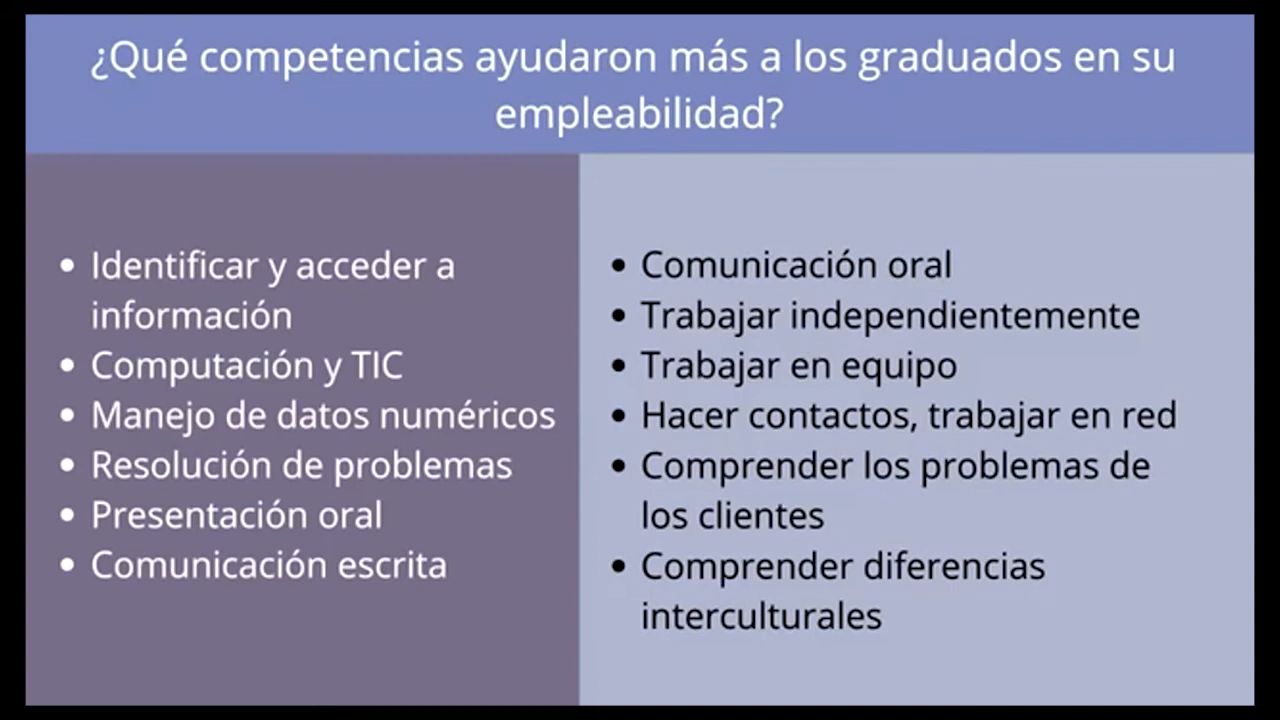 ¿Qué competencias ayudaron más a los graduados en su
empleabilidad?
• Identificar y acceder a
información
• Computación y TIC
• Manejo de datos numéricos
• Resolución de problemas
• Presentación oral
• Comunicación escrita
• Comunicación oral
• Trabajar independientemente
• Trabajar en equipo
• Hacer contactos, trabajar en red
• Comprender los problemas de
los clientes
• Comprender diferencias
interculturales